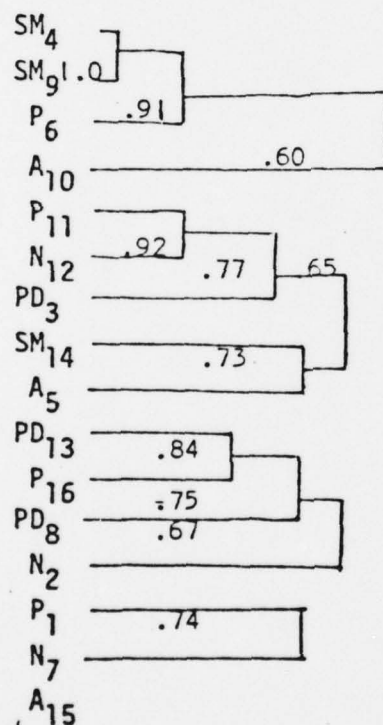 SM4
SM9 1.0
P6 .91
A10 .60
P11
N12 .92 .77 .65
PD3
SM14 .73
A5
PD13 .84
P16 .75
PD8 .67
N2
P1 .74
N7
A15